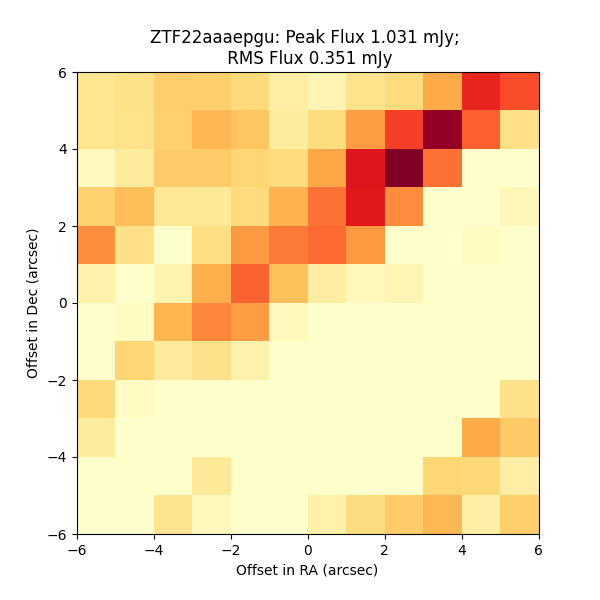 ZTF22aaaepgu: Peak Flux 1.031 mJy;
RMS Flux 0.351 mJy
6
4
2
0
−2
−4
−6
Offset in Dec (arcsec)
−6 −4 −2 0 2 4 6
Offset in RA (arcsec)